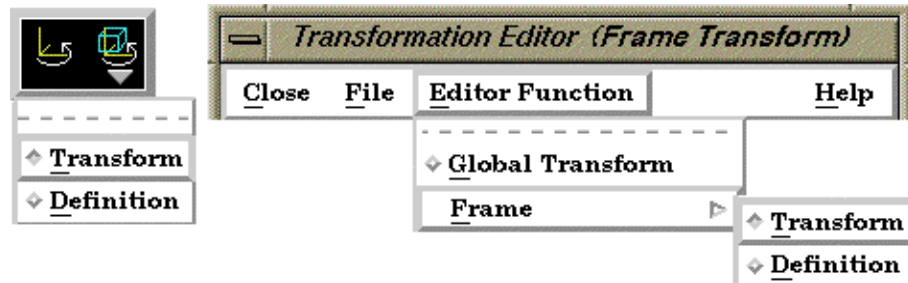 Transformation Editor (Frame Transform)
Close File Editor Function Help
Transform
Definition
Global Transform
Frame
Transform
Definition